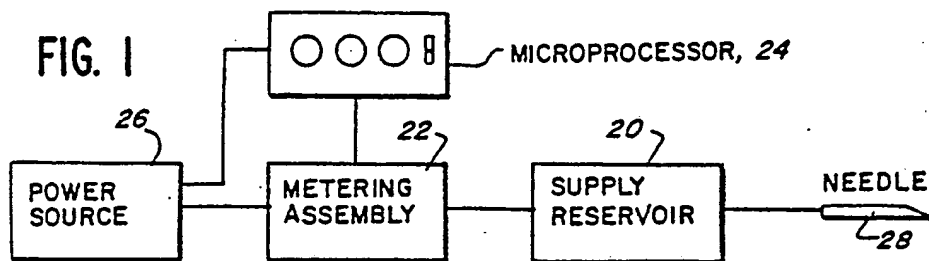 FIG. 1
MICROPROCESSOR, 24
26
22
20
POWER
SOURCE
METERING
ASSEMBLY
SUPPLY
RESERVOIR
NEEDLE
28